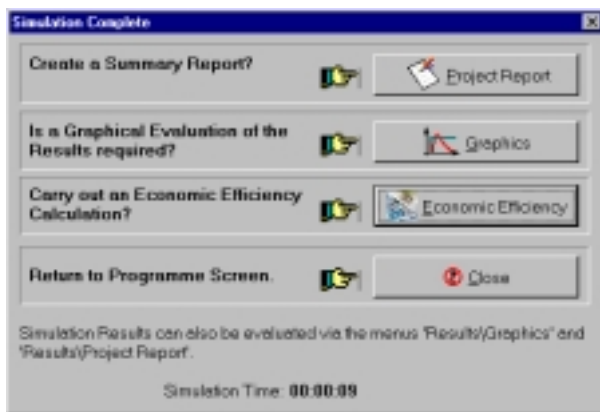 Simulation Complete
Create a Summary Report?
Project Report
Is a Graphical Evaluation of the
Results required?
Graphics
Carry out an Economic Efficiency
Calculation?
Economic Efficiency
Return to Programme Screen.
Close
Simulation Results can also be evaluated via the menus 'Results\Graphics' and
'Results\Project Report'.
Simulation Time: 00:00:09